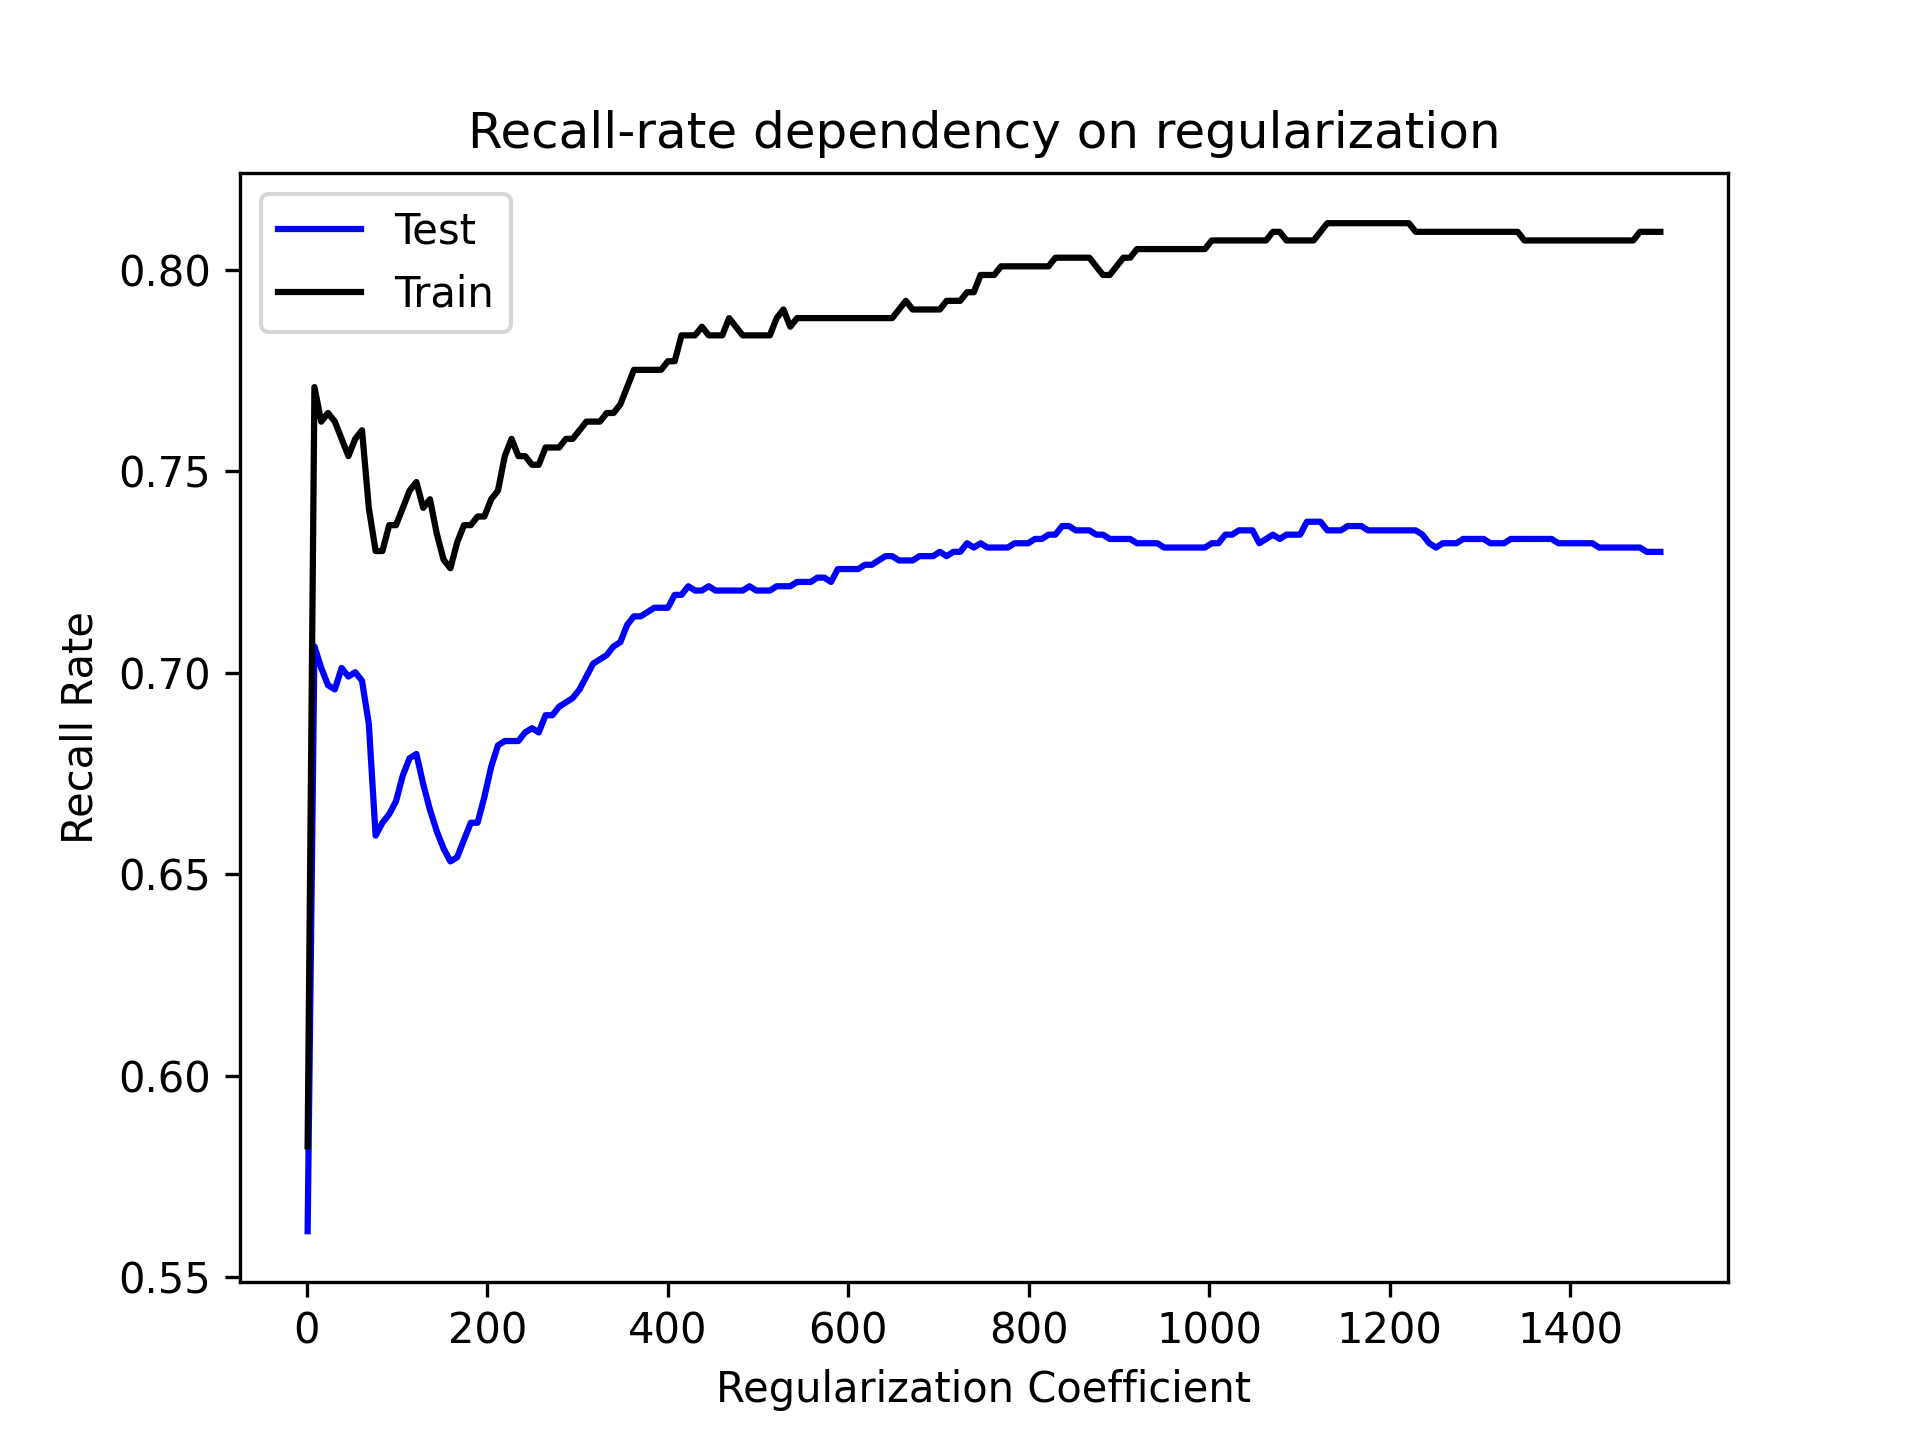 Recall-rate dependency on regularization
Test
Train
Recall Rate
0.80
0.75
0.70
0.65
0.60
0.55
0 200 400 600 800 1000 1200 1400
Regularization Coefficient